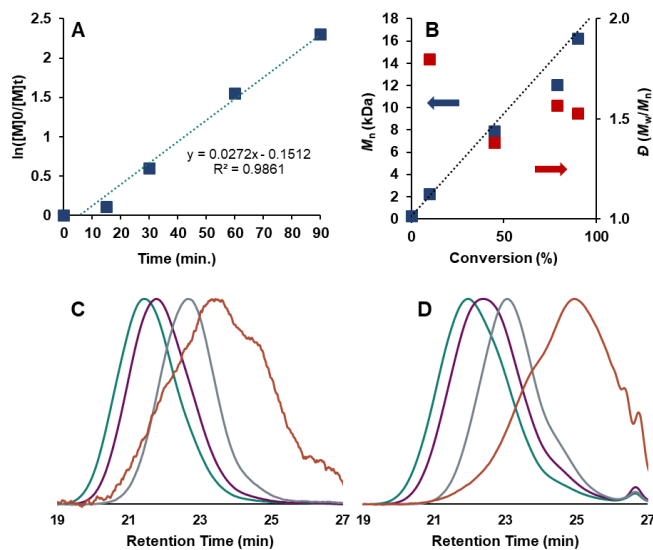 A
ln([M]0/[M]t)
2.5
2
1.5
1
0.5
0
y = 0.0272x - 0.1512
R² = 0.9861
0 10 20 30 40 50 60 70 80 90
Time (min.)
B
Mn (kDa)
18
16
14
12
10
8
6
4
2
0
2.0
1.5
1.0
Đ (Mw/Mn)
0 50 100
Conversion (%)
C
19 21 23 25 27
Retention Time (min)
D
19 21 23 25 27
Retention Time (min)